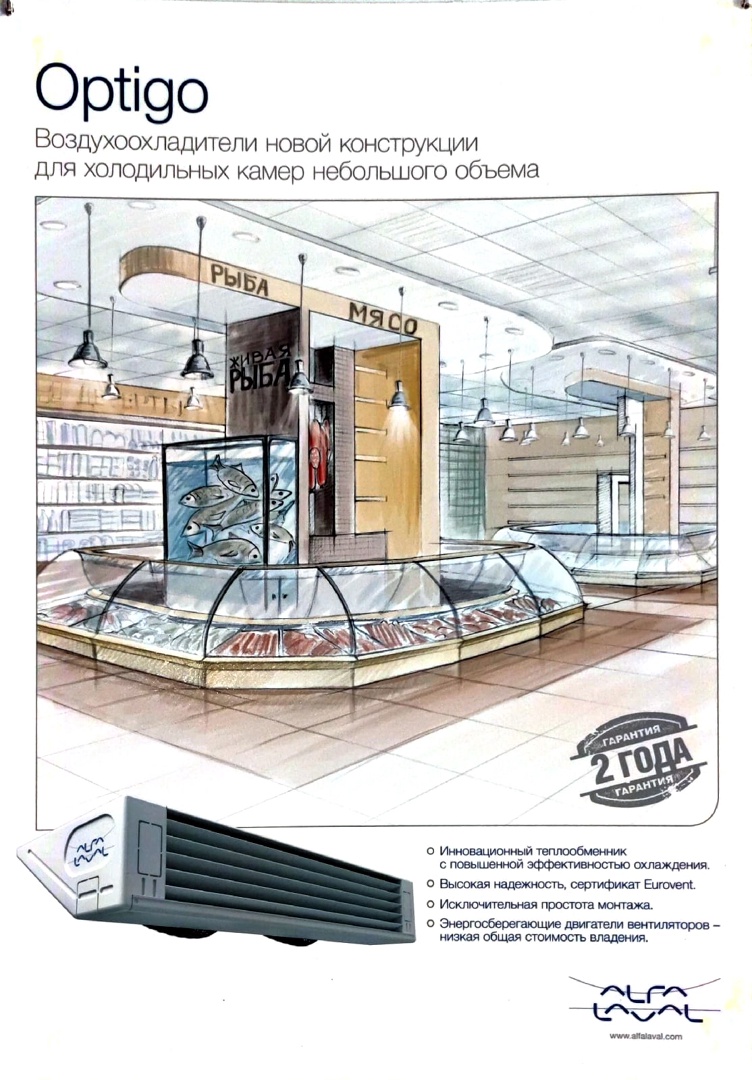 Optigo
Воздухоохладители новой конструкции
для холодильных камер небольшого объема
РЫБА
МЯСО
ЖИВАЯ
РЫБА
ГАРАНТИЯ
2 ГОДА
ГАРАНТИЯ
ALFA
LAVAL
Инновационный теплообменник
с повышенной эффективностью охлаждения.
Высокая надежность, сертификат Eurovent.
Исключительная простота монтажа.
Энергосберегающие двигатели вентиляторов –
низкая общая стоимость владения.
ALFA
LAVAL
www.alfalaval.com